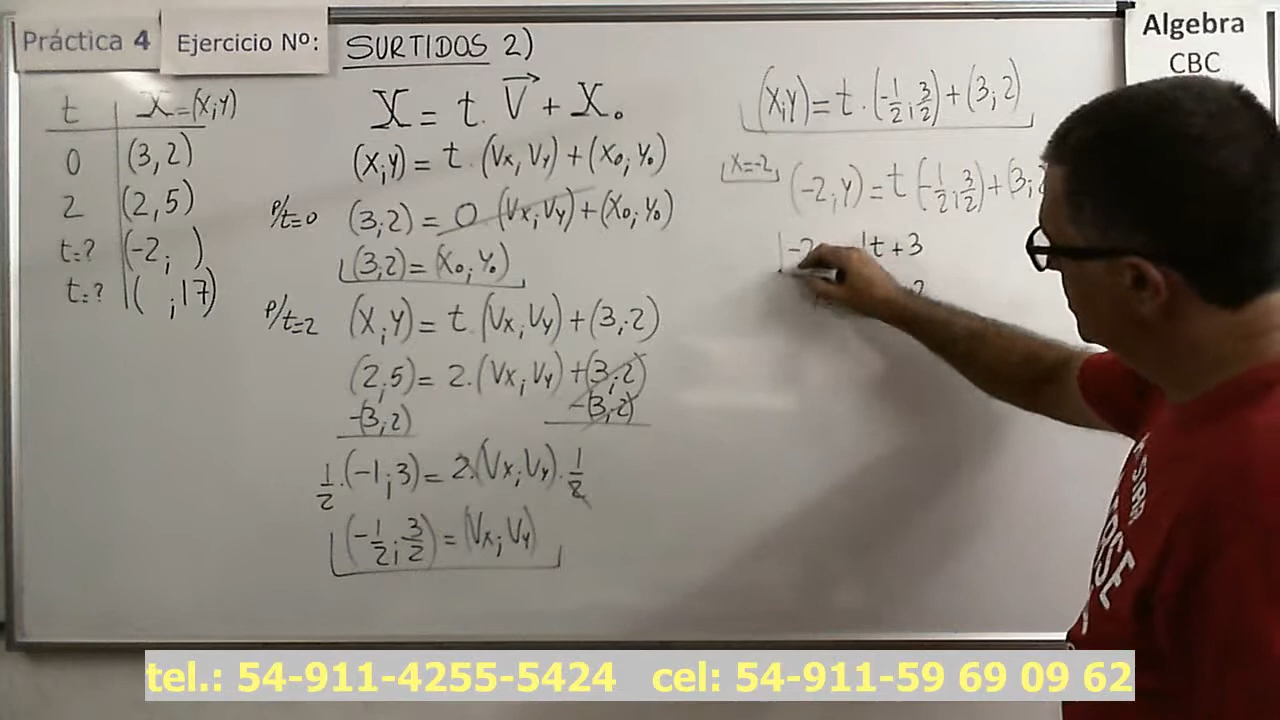 Práctica 4
Ejercicio Nº:
SURTIDOS 2)
Algebra
CBC
t | X=(X;Y)
0 (3,2)
2 (2,5)
t=? (-2, )
t=? ( ,17)
X = t. V→ + X₀
(X;Y) = t. (Vx,Vy)+(X₀;Y₀)
P/t=0 (3;2) = 0 (Vx;Vy)+(X₀;Y₀)
(3;2) = (X₀,Y₀)
P/t=2 (X,Y) = t. (Vx;Vy)+(3;2)
(2,5) = 2.(Vx,Vy)+(3,2)
-(3;2) -(3,2)
1/2.(-1;3) = 2.(Vx;Vy).1/2
(-1/2;3/2) = (Vx;Vy)
(X;Y) = t.(-1/2;3/2)+(3;2)
X=-2 (-2,Y) = t(-1/2;3/2)+(3;2
t+3
tel.: 54-911-4255-5424 cel: 54-911-59 69 09 62